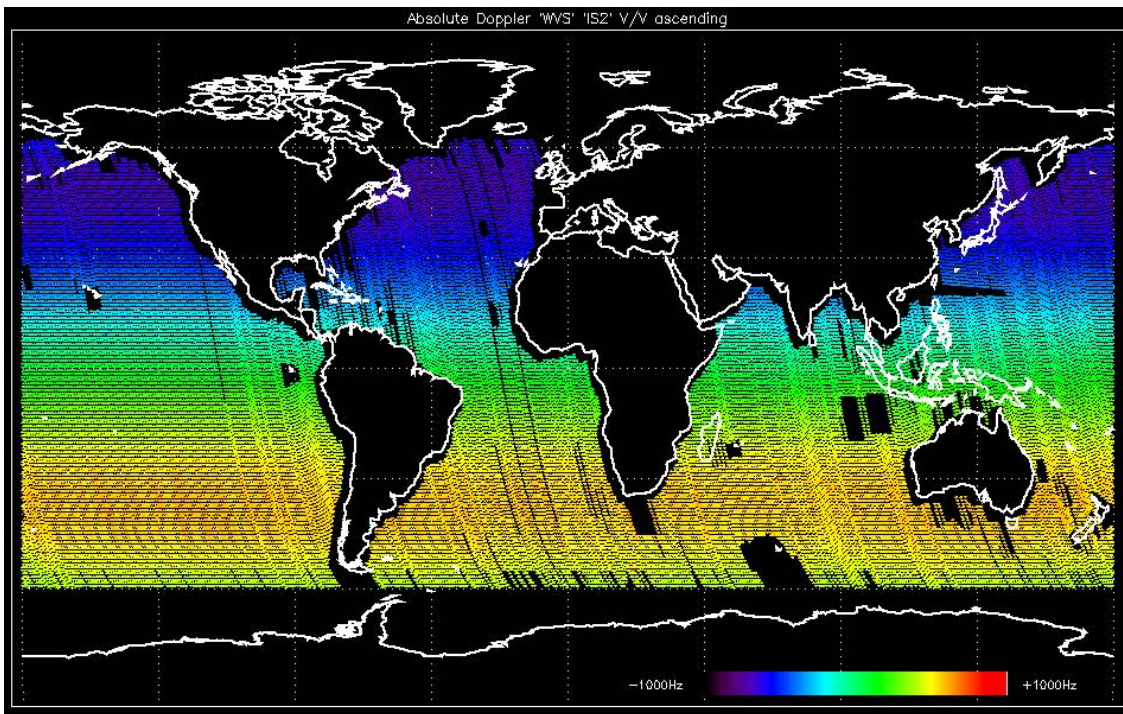 Absolute Doppler 'WVS' 'IS2' V/V ascending
-1000Hz
+1000Hz